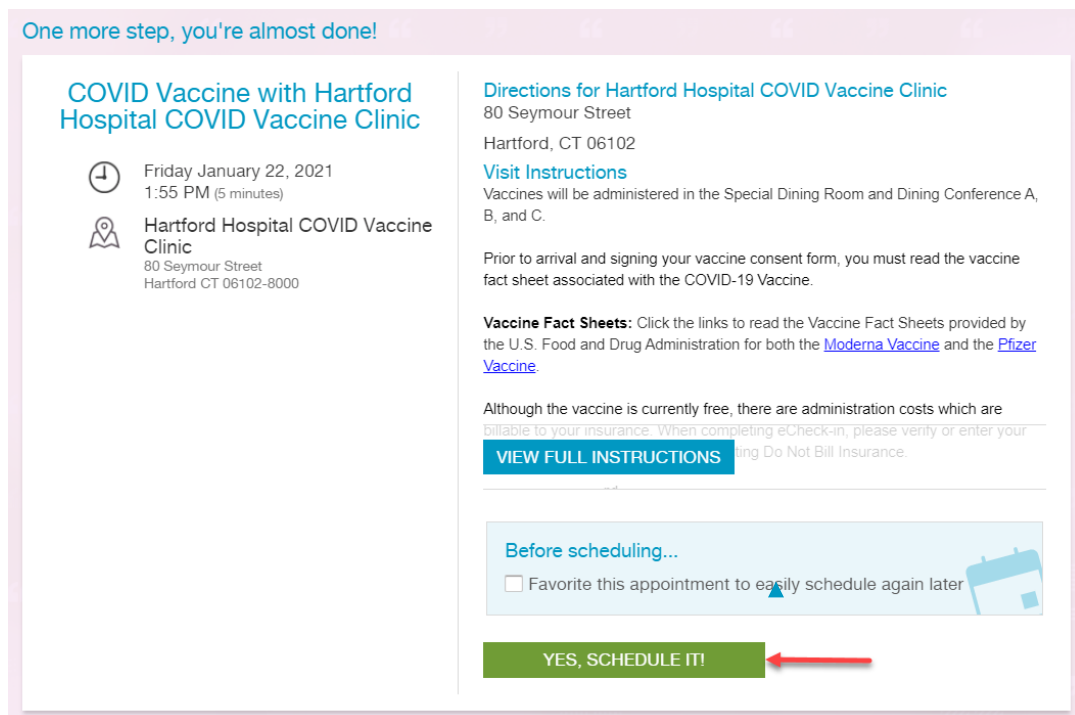 One more step, you're almost done!
COVID Vaccine with Hartford
Hospital COVID Vaccine Clinic
Friday January 22, 2021
1:55 PM (5 minutes)
Hartford Hospital COVID Vaccine
Clinic
80 Seymour Street
Hartford CT 06102-8000
Directions for Hartford Hospital COVID Vaccine Clinic
80 Seymour Street
Hartford, CT 06102
Visit Instructions
Vaccines will be administered in the Special Dining Room and Dining Conference A,
B, and C.
Prior to arrival and signing your vaccine consent form, you must read the vaccine
fact sheet associated with the COVID-19 Vaccine.
Vaccine Fact Sheets: Click the links to read the Vaccine Fact Sheets provided by
the U.S. Food and Drug Administration for both the Moderna Vaccine and the Pfizer
Vaccine.
Although the vaccine is currently free, there are administration costs which are
billable to your insurance. When completing eCheck-in, please verify or enter your
VIEW FULL INSTRUCTIONS
ting Do Not Bill Insurance.
Before scheduling...
Favorite this appointment to easily schedule again later
YES, SCHEDULE IT!